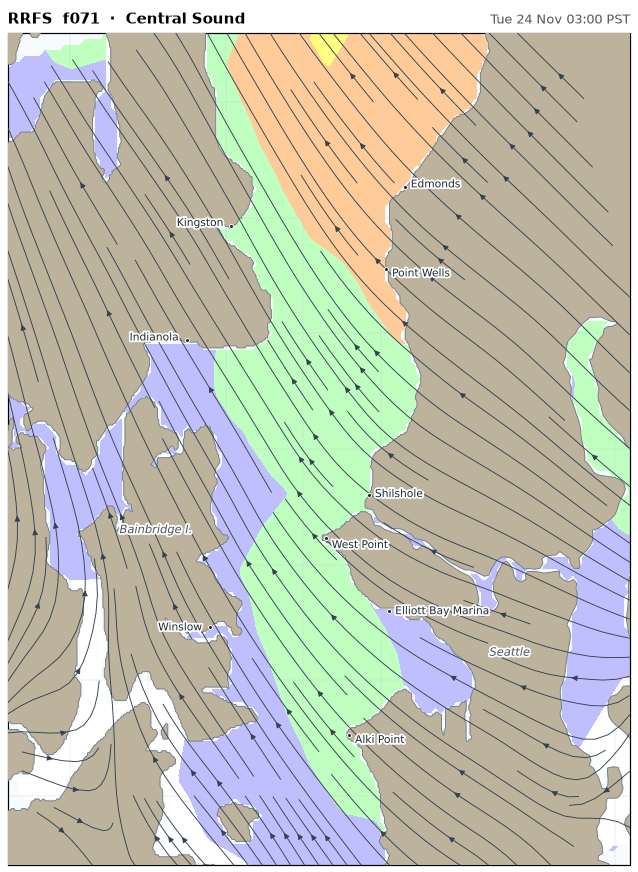 RRFS f071 · Central Sound
Tue 24 Nov 03:00 PST
Edmonds
Kingston
Point Wells
Indianola
Shilshole
Bainbridge I.
West Point
Elliott Bay Marina
Winslow
Seattle
Alki Point